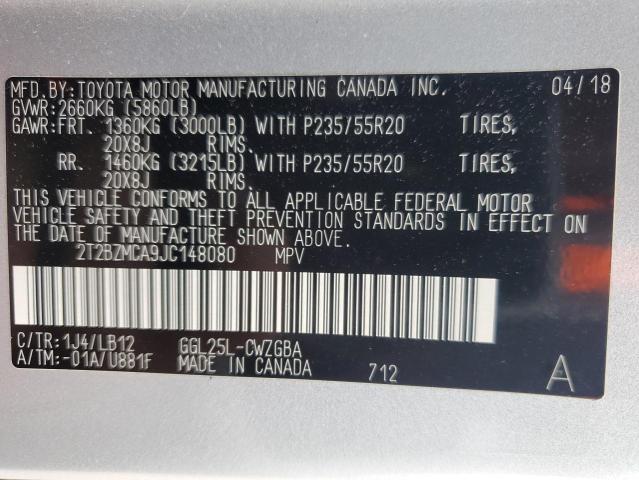 MFD.BY:TOYOTA MOTOR MANUFACTURING CANADA INC. 04/18
GVWR:2660KG (5860LB)
GAWR:FRT. 1360KG (3000LB) WITH P235/55R20 TIRES,
20X8J RIMS.
RR. 1460KG (3215LB) WITH P235/55R20 TIRES,
20X8J RIMS.
THIS VEHICLE CONFORMS TO ALL APPLICABLE FEDERAL MOTOR
VEHICLE SAFETY AND THEFT PREVENTION STANDARDS IN EFFECT ON
THE DATE OF MANUFACTURE SHOWN ABOVE.
2T2BZMCA9JC148080 MPV
C/TR:1J4/LB12 GGL25L-CWZGBA
A/TM:-01A/U881F MADE IN CANADA 712 A